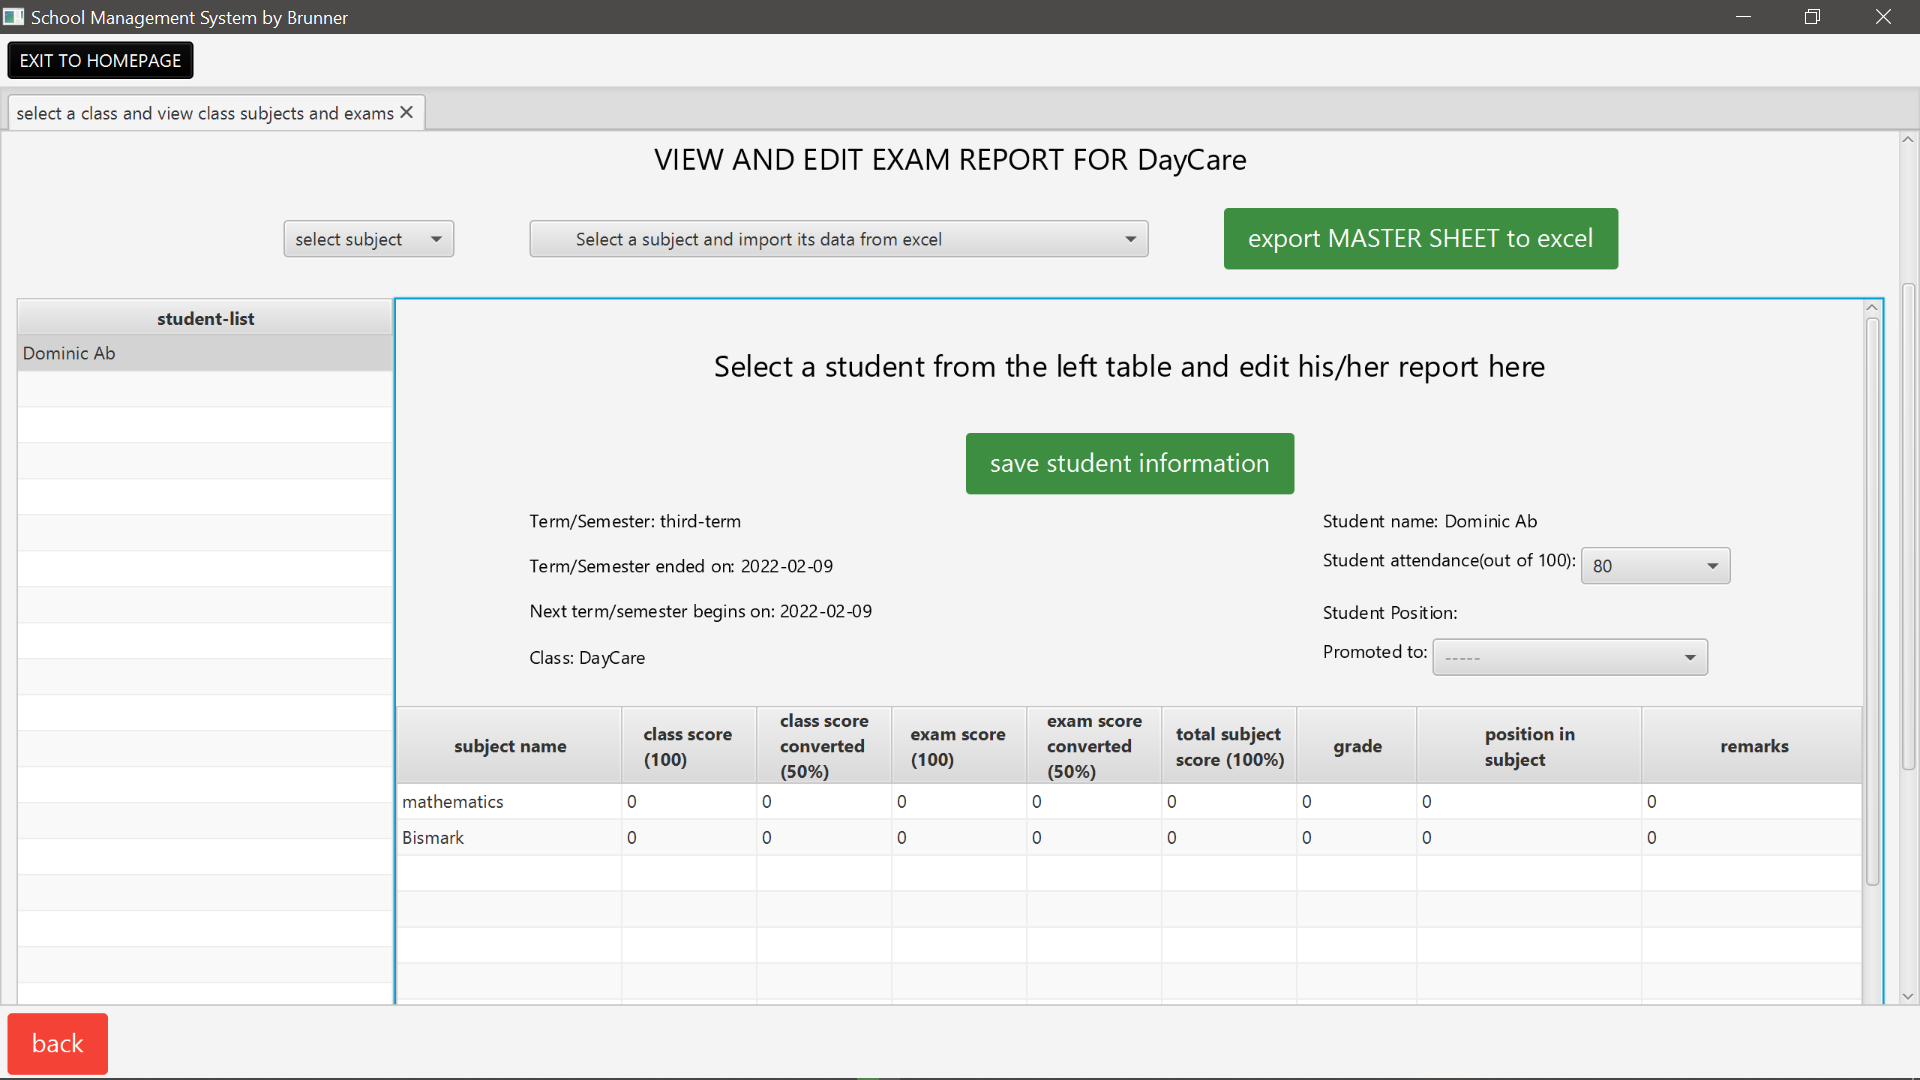 School Management System by Brunner
EXIT TO HOMEPAGE
select a class and view class subjects and exams
VIEW AND EDIT EXAM REPORT FOR DayCare
select subject
Select a subject and import its data from excel
export MASTER SHEET to excel
student-list
Dominic Ab
Select a student from the left table and edit his/her report here
save student information
Term/Semester: third-term
Student name: Dominic Ab
Term/Semester ended on: 2022-02-09
Student attendance(out of 100): 80
Next term/semester begins on: 2022-02-09
Student Position:
Class: DayCare
Promoted to: -----
subject name
class score
(100)
class score
converted
(50%)
exam score
(100)
exam score
converted
(50%)
total subject
score (100%)
grade
position in
subject
remarks
mathematics 0 0 0 0 0 0 0 0
Bismark 0 0 0 0 0 0 0 0
back